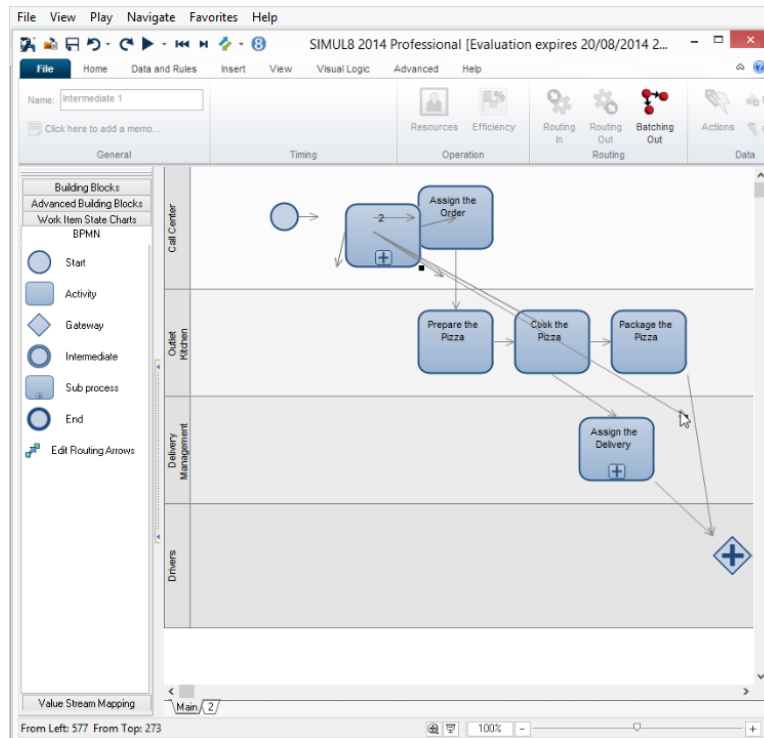 File View Play Navigate Favorites Help
SIMUL8 2014 Professional [Evaluation expires 20/08/2014 2...
File Home Data and Rules Insert View Visual Logic Advanced Help
Name: Intermediate 1
Click here to add a memo...
Resources Efficiency
Routing In
Routing Out
Batching Out
Actions
General Timing Operation Routing Data
Building Blocks
Advanced Building Blocks
Work Item State Charts
BPMN
Start
Activity
Gateway
Intermediate
Sub process
End
Edit Routing Arrows
Value Stream Mapping
Call Center
2
Assign the
Order
Outlet
Kitchen
Prepare the
Pizza
Cook the
Pizza
Package the
Pizza
Delivery
Management
Assign the
Delivery
Drivers
Main 2
From Left: 577 From Top: 273
100%